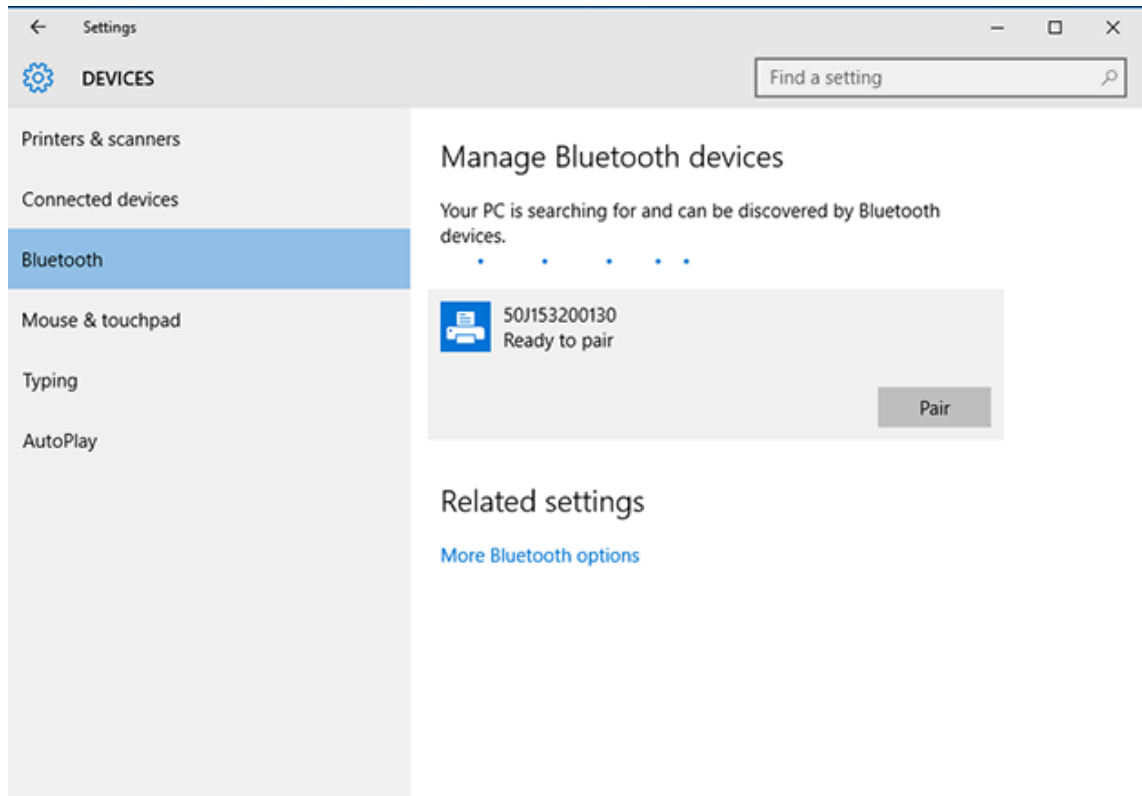 Settings
DEVICES
Find a setting
Printers & scanners
Connected devices
Bluetooth
Mouse & touchpad
Typing
AutoPlay
Manage Bluetooth devices
Your PC is searching for and can be discovered by Bluetooth
devices.
50J153200130
Ready to pair
Pair
Related settings
More Bluetooth options